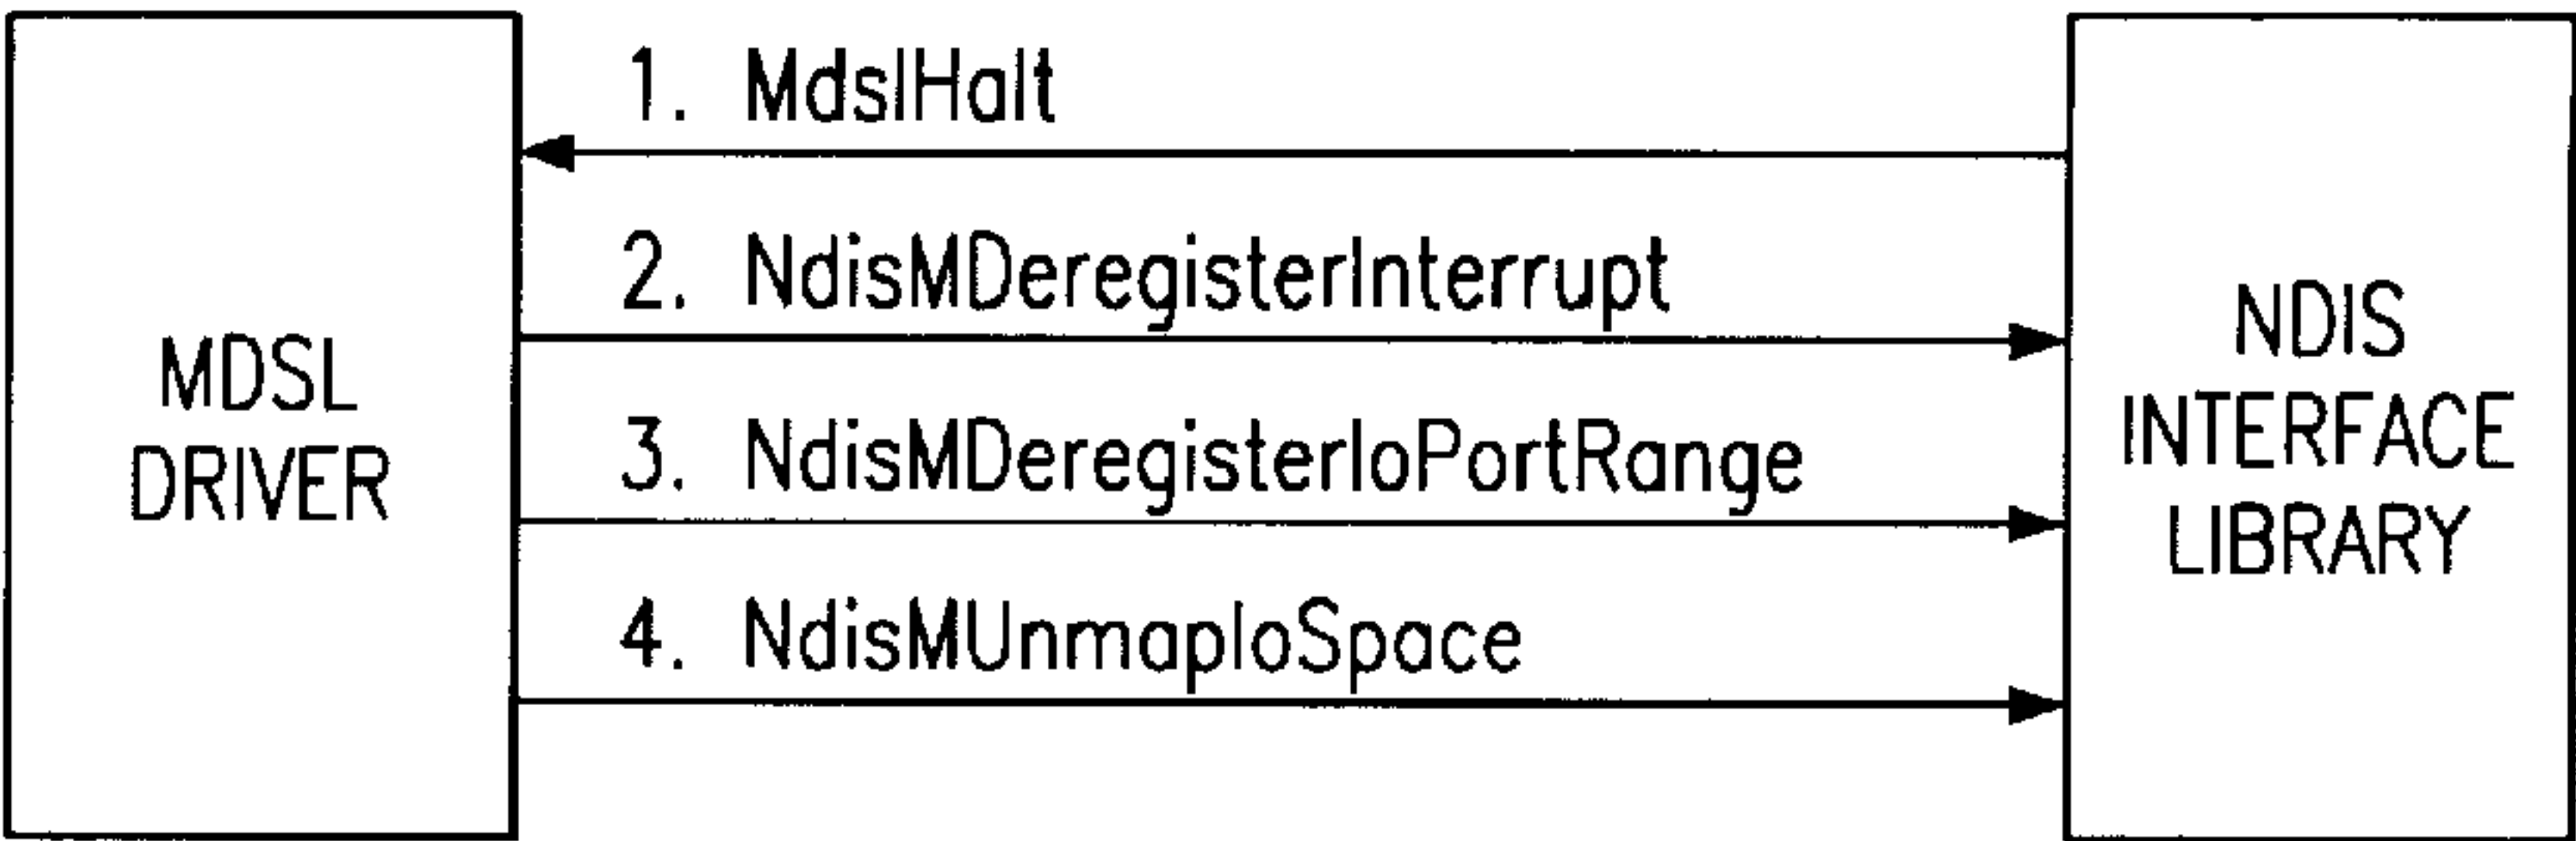 1. MdslHalt
2. NdisMDeregisterInterrupt
3. NdisMDeregisterIoPortRange
4. NdisMUnmapIoSpace
MDSL
DRIVER
NDIS
INTERFACE
LIBRARY